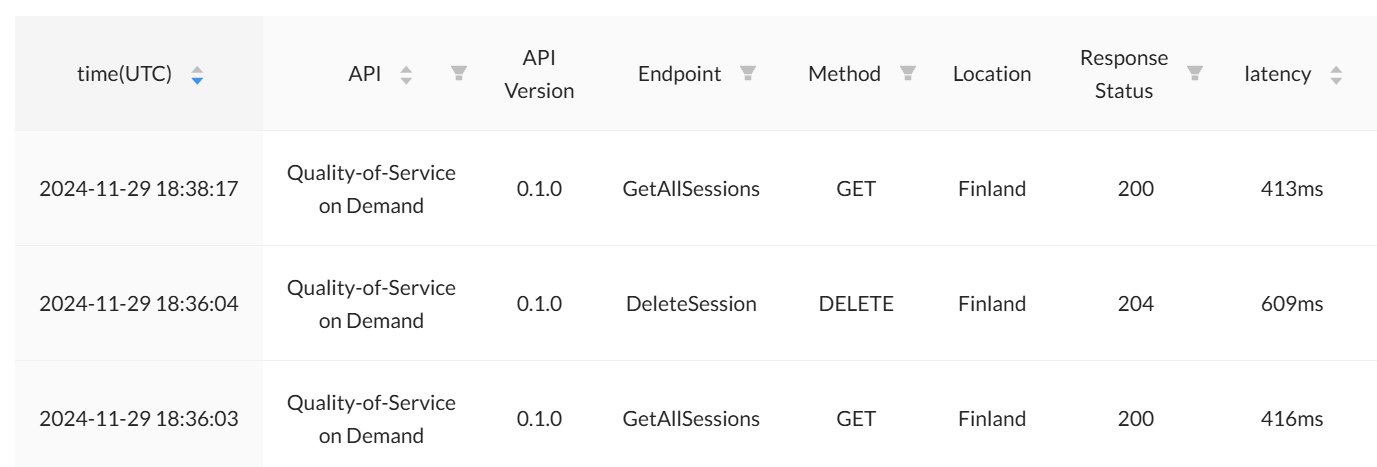 time(UTC) API API Version Endpoint Method Location Response Status latency
2024-11-29 18:38:17 Quality-of-Service on Demand 0.1.0 GetAllSessions GET Finland 200 413ms
2024-11-29 18:36:04 Quality-of-Service on Demand 0.1.0 DeleteSession DELETE Finland 204 609ms
2024-11-29 18:36:03 Quality-of-Service on Demand 0.1.0 GetAllSessions GET Finland 200 416ms